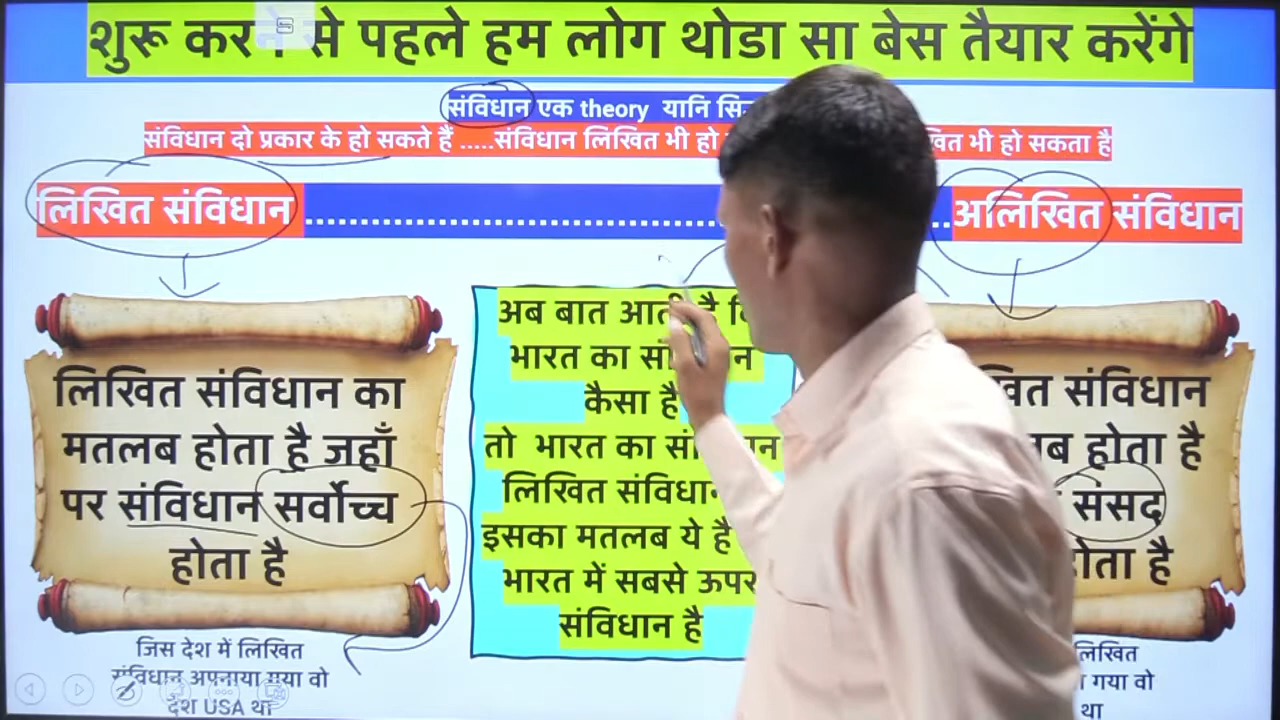 शुरू कर से पहले हम लोग थोडा सा बेस तैयार करेंगे
संविधान एक theory यानि
संविधान दो प्रकार के हो सकते हैं .....संविधान लिखित भी हो भी हो सकता है
लिखित संविधान
अलिखित संविधान
लिखित संविधान का
मतलब होता है जहाँ
पर संविधान सर्वोच्च
होता है
जिस देश में लिखित
संविधान अपनाया गया वो
देश USA था
अब बात आती है
भारत का
कैसा है
तो भारत का
लिखित संविधान
इसका मतलब ये है
भारत में सबसे ऊपर
संविधान है
संविधान
होता है
संसद
होता है
लिखित
गया वो
था